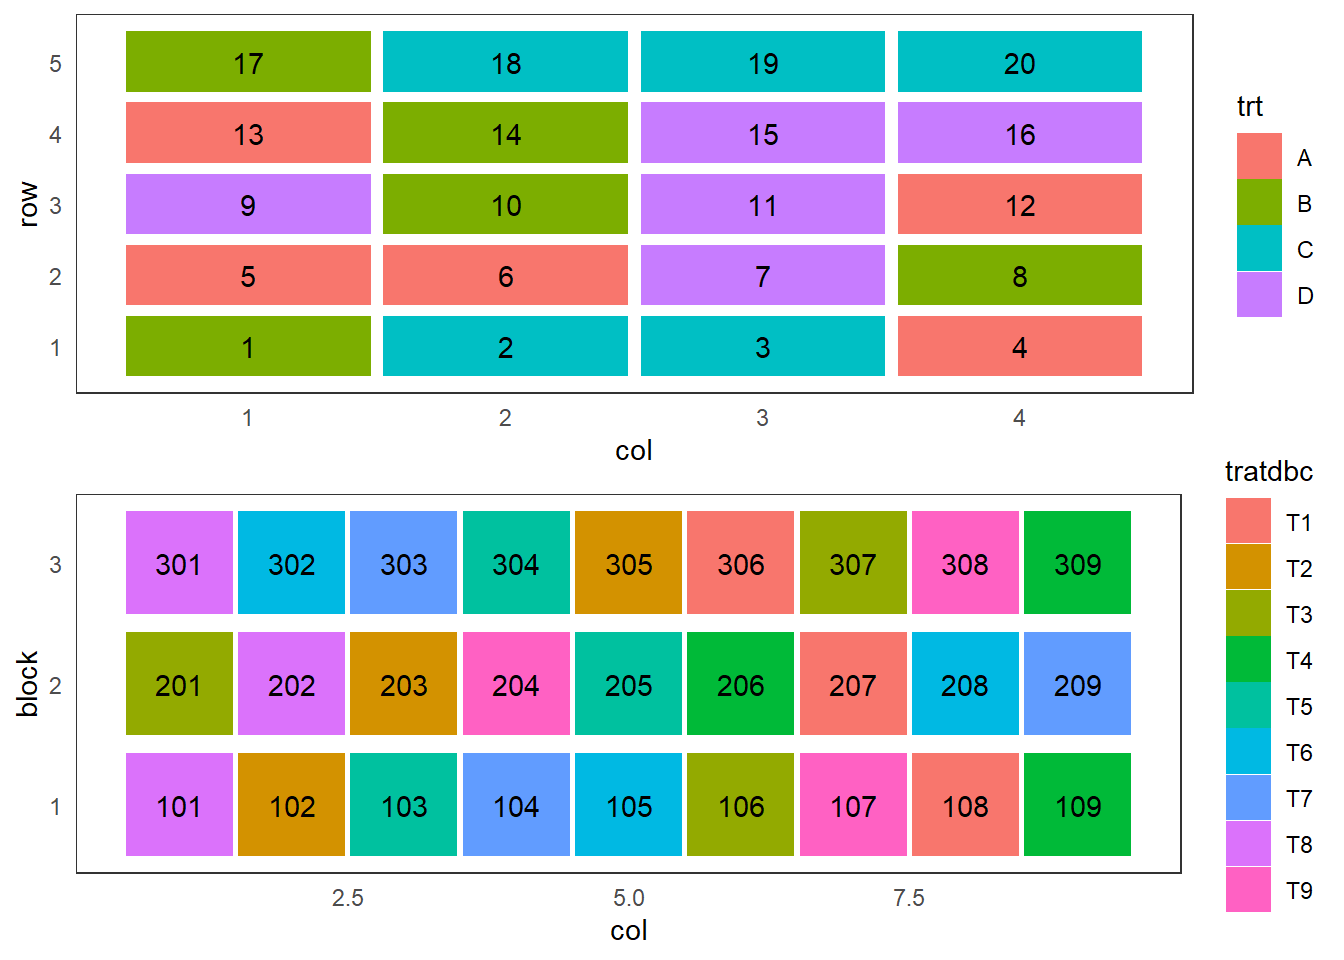 row
5 17 18 19 20
4 13 14 15 16
3 9 10 11 12
2 5 6 7 8
1 1 2 3 4
1 2 3 4
col
trt
A
B
C
D
block
3 301 302 303 304 305 306 307 308 309
2 201 202 203 204 205 206 207 208 209
1 101 102 103 104 105 106 107 108 109
2.5 5.0 7.5
col
tratdbc
T1
T2
T3
T4
T5
T6
T7
T8
T9